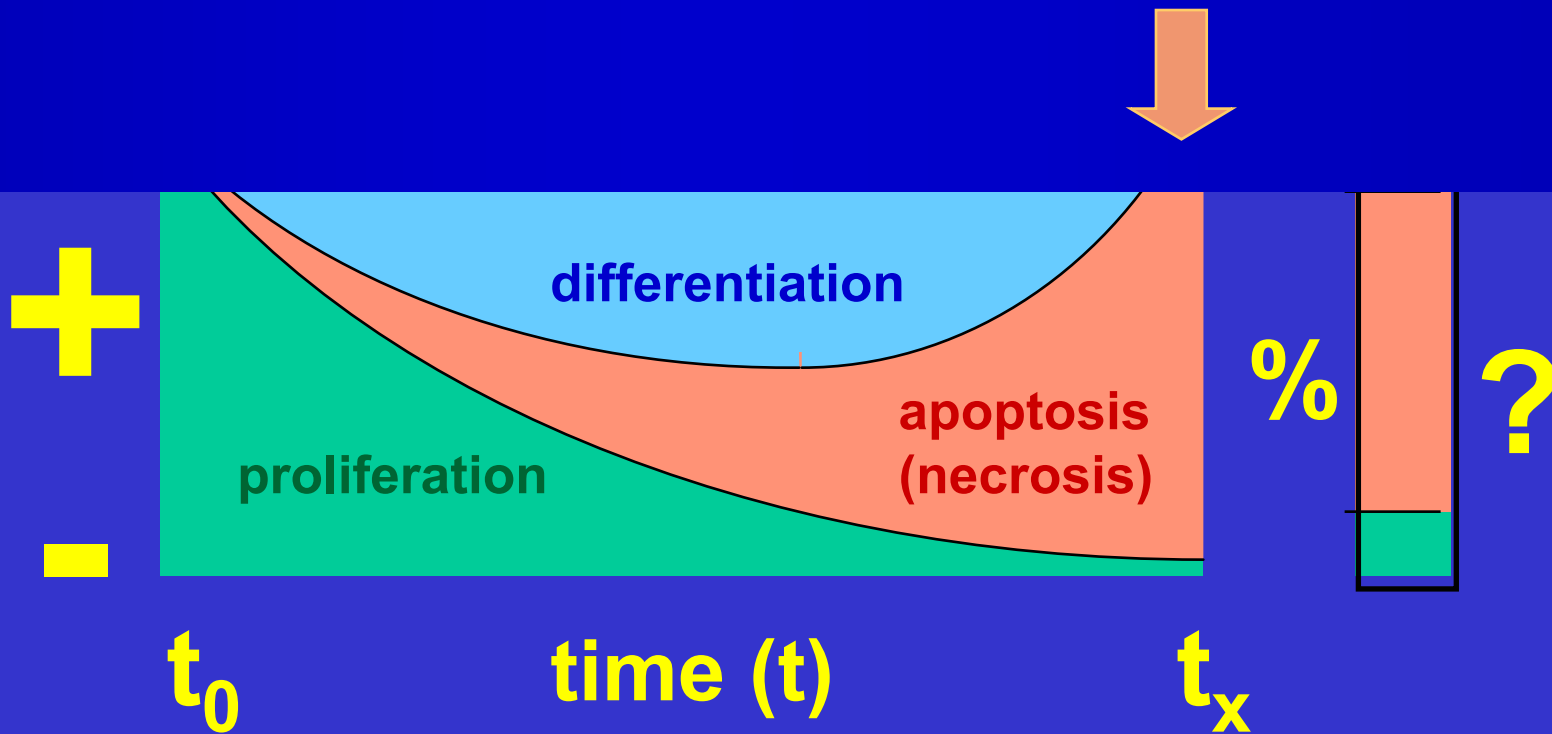 +
differentiation
%
?
apoptosis
(necrosis)
proliferation
-
t₀
time (t)
tₓ